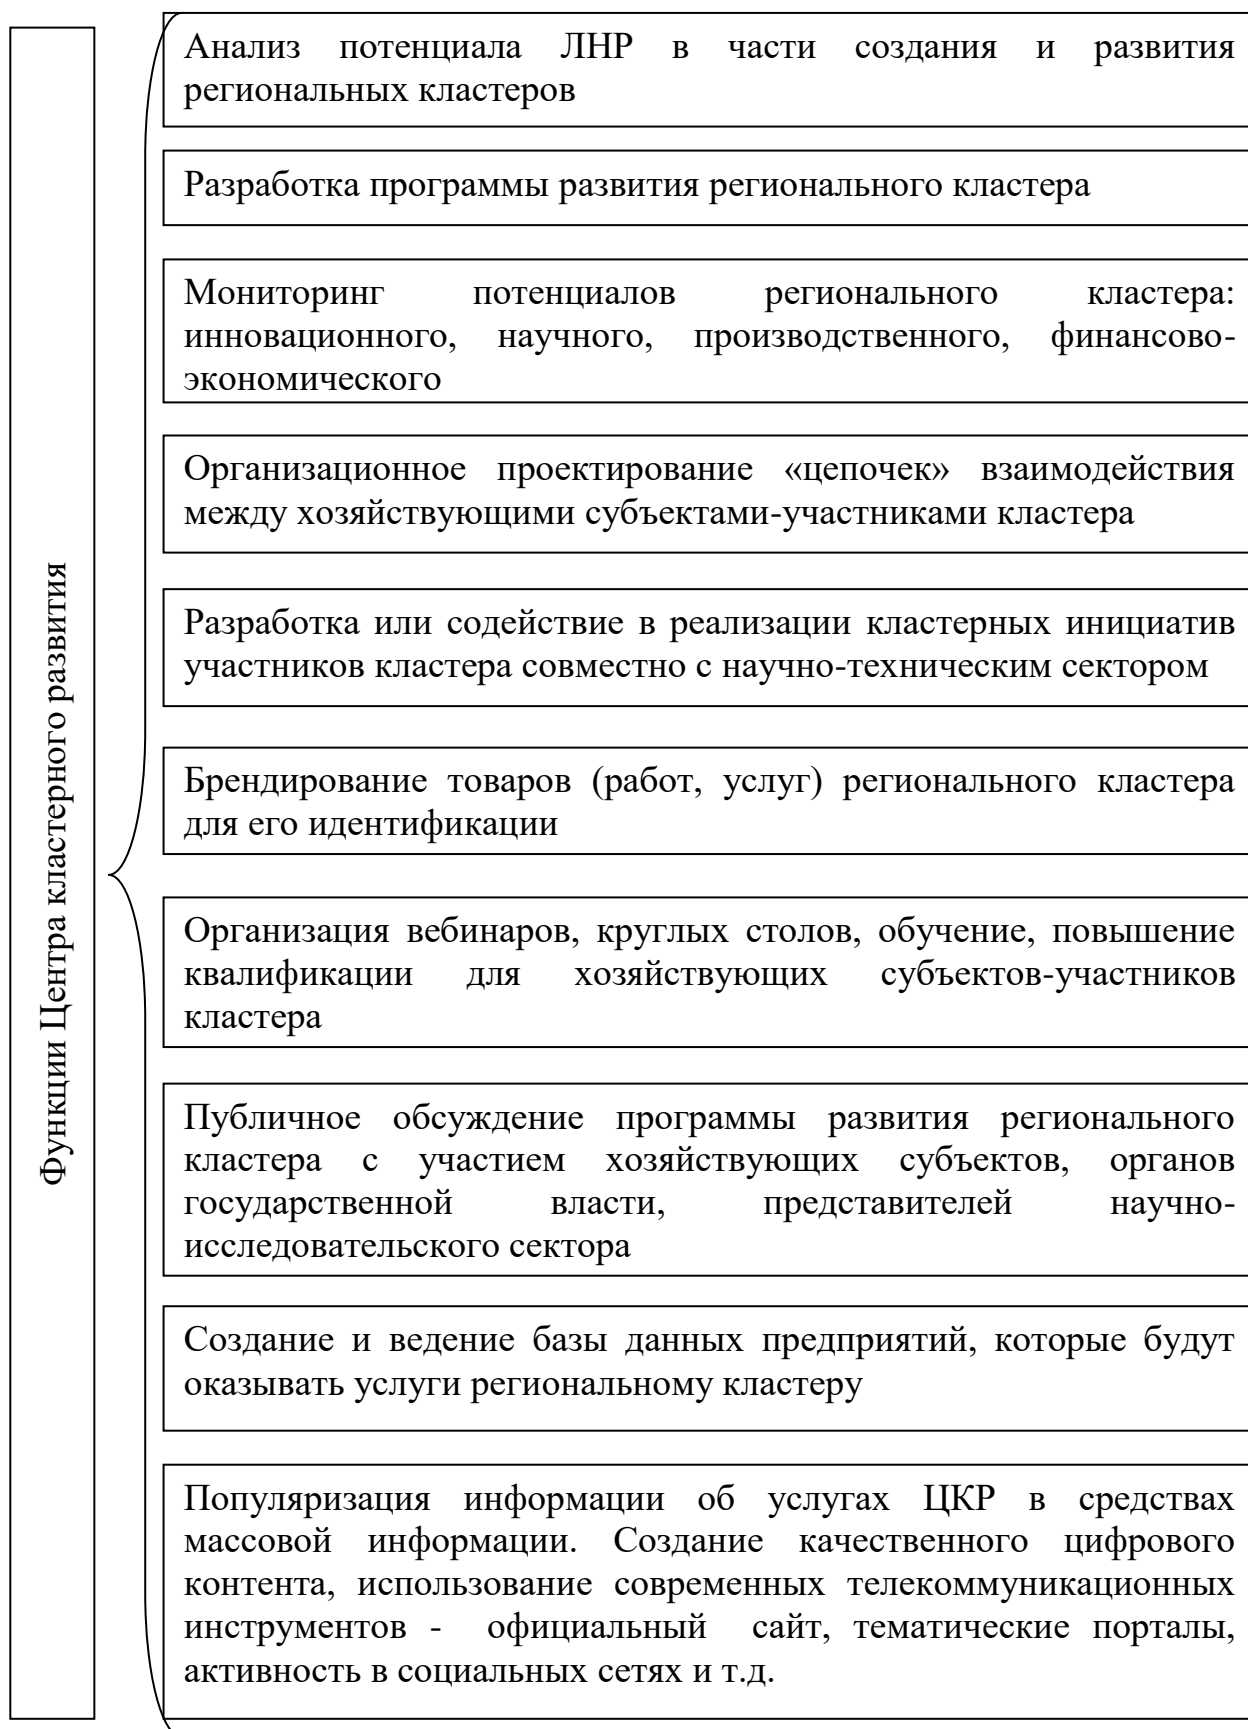 Функции Центра кластерного развития
Анализ потенциала ЛНР в части создания и развития
региональных кластеров
Разработка программы развития регионального кластера
Мониторинг потенциалов регионального кластера:
инновационного, научного, производственного, финансово-
экономического
Организационное проектирование «цепочек» взаимодействия
между хозяйствующими субъектами-участниками кластера
Разработка или содействие в реализации кластерных инициатив
участников кластера совместно с научно-техническим сектором
Брендирование товаров (работ, услуг) регионального кластера
для его идентификации
Организация вебинаров, круглых столов, обучение, повышение
квалификации для хозяйствующих субъектов-участников
кластера
Публичное обсуждение программы развития регионального
кластера с участием хозяйствующих субъектов, органов
государственной власти, представителей научно-
исследовательского сектора
Создание и ведение базы данных предприятий, которые будут
оказывать услуги региональному кластеру
Популяризация информации об услугах ЦКР в средствах
массовой информации. Создание качественного цифрового
контента, использование современных телекоммуникационных
инструментов - официальный сайт, тематические порталы,
активность в социальных сетях и т.д.